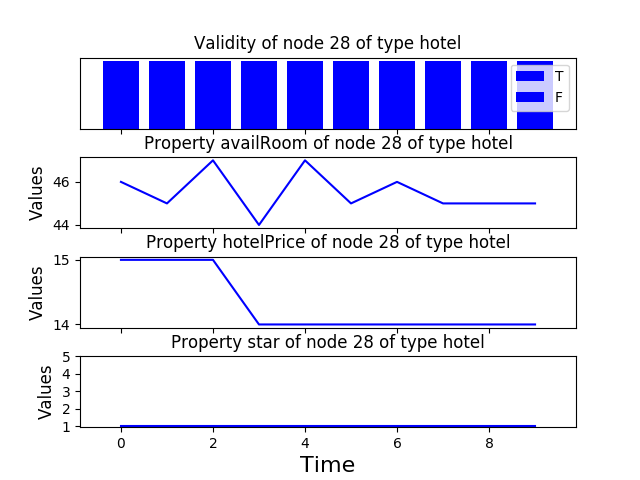 Validity of node 28 of type hotel
T
F
Property availRoom of node 28 of type hotel
Values
46
44
Property hotelPrice of node 28 of type hotel
Values
15
14
Property star of node 28 of type hotel
Values
5
4
3
2
1
0 2 4 6 8
Time